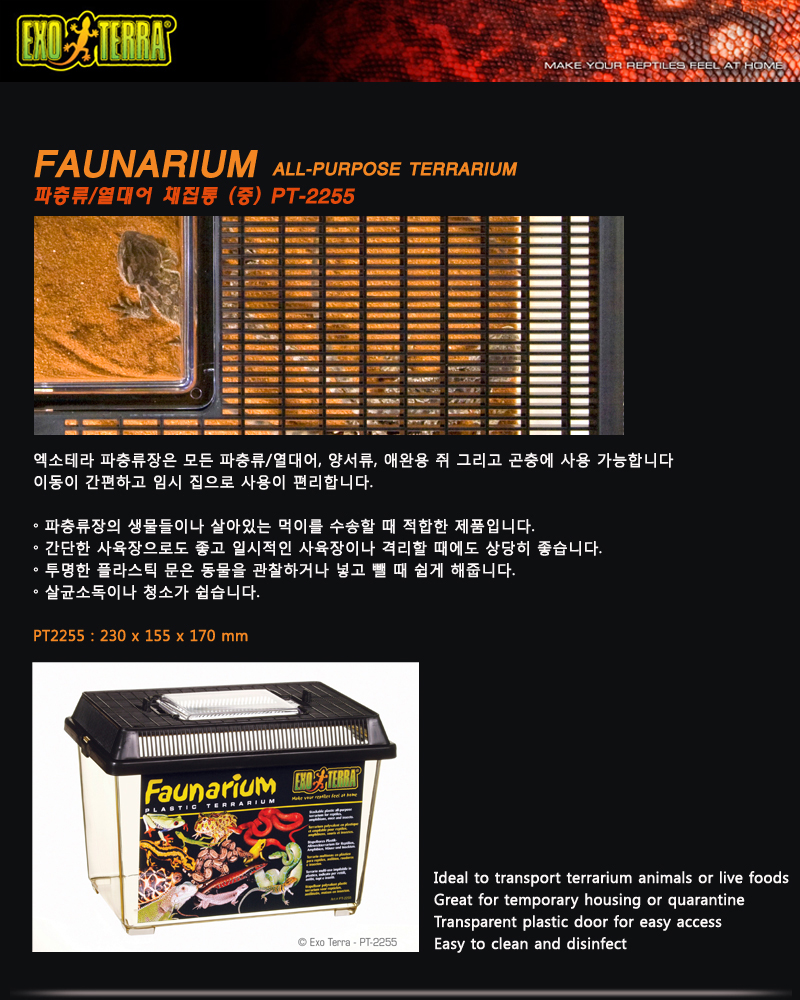 EXO TERRA®
MAKE YOUR REPTILES FEEL AT HOME
FAUNARIUM ALL-PURPOSE TERRARIUM
파충류/열대어 채집통 (중) PT-2255
엑소테라 파충류장은 모든 파충류/열대어, 양서류, 애완용 쥐 그리고 곤충에 사용 가능합니다
이동이 간편하고 임시 집으로 사용이 편리합니다.
◦ 파충류장의 생물들이나 살아있는 먹이를 수송할 때 적합한 제품입니다.
◦ 간단한 사육장으로도 좋고 일시적인 사육장이나 격리할 때에도 상당히 좋습니다.
◦ 투명한 플라스틱 문은 동물을 관찰하거나 넣고 뺄 때 쉽게 해줍니다.
◦ 살균소독이나 청소가 쉽습니다.
PT2255 : 230 x 155 x 170 mm
Faunarium
PLASTIC TERRARIUM
EXO TERRA
Make your reptiles feel at home
© Exo Terra - PT-2255
Ideal to transport terrarium animals or live foods
Great for temporary housing or quarantine
Transparent plastic door for easy access
Easy to clean and disinfect